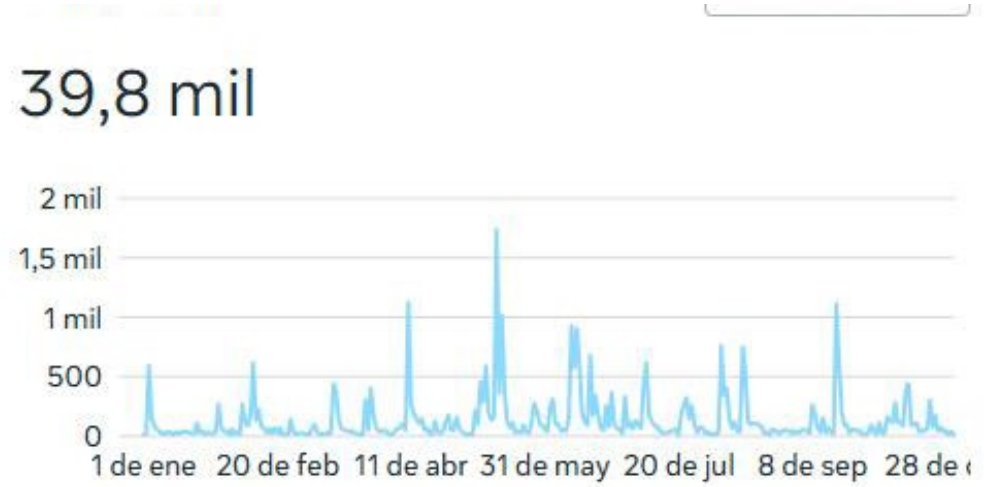 39,8 mil
2 mil
1,5 mil
1 mil
500
0
1 de ene 20 de feb 11 de abr 31 de may 20 de jul 8 de sep 28 de